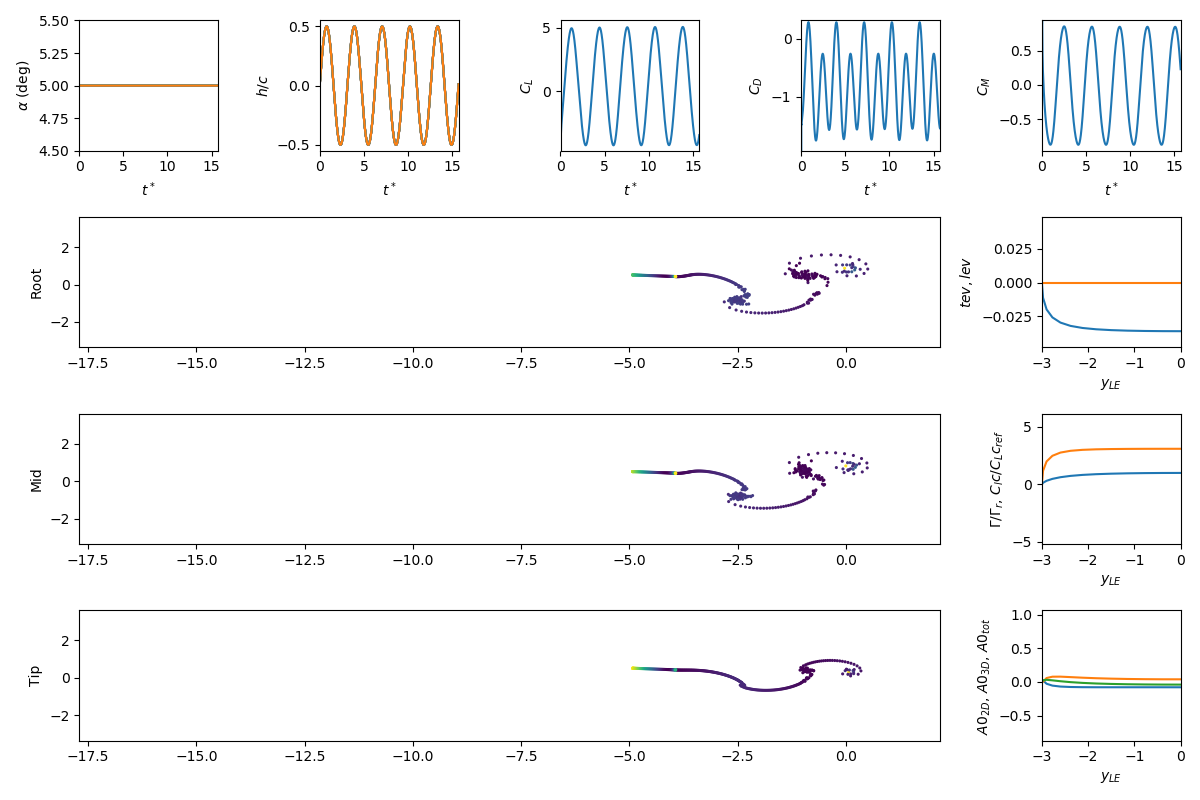 5.50
5.25
5.00
4.75
4.50
α (deg)
0 5 10 15
t*
0.5
0.0
−0.5
h/c
0 5 10 15
t*
5
0
C_L
0 5 10 15
t*
0
−1
C_D
0 5 10 15
t*
0.5
0.0
−0.5
C_M
0 5 10 15
t*
Root
2
0
−2
−17.5 −15.0 −12.5 −10.0 −7.5 −5.0 −2.5 0.0
tev, lev
0.025
0.000
−0.025
−3 −2 −1 0
y_LE
Mid
2
0
−2
−17.5 −15.0 −12.5 −10.0 −7.5 −5.0 −2.5 0.0
Γ/Γ_r, C_l c/C_L c_ref
5
0
−5
−3 −2 −1 0
y_LE
Tip
2
0
−2
−17.5 −15.0 −12.5 −10.0 −7.5 −5.0 −2.5 0.0
A0_2D, A0_3D, A0_tot
1.0
0.5
0.0
−0.5
−3 −2 −1 0
y_LE